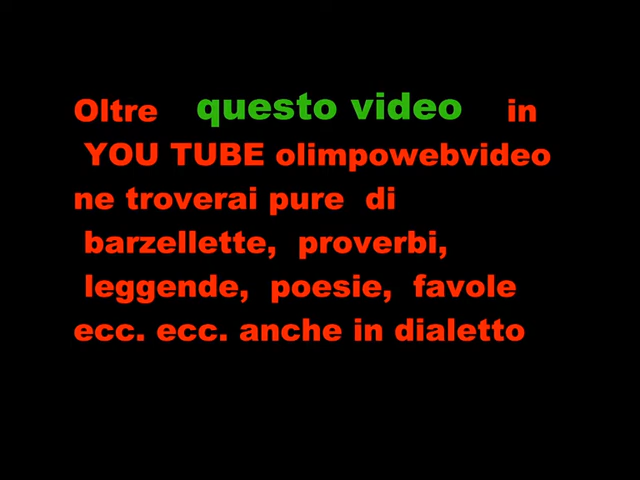 Oltre questo video in
YOU TUBE olimpowebvideo
ne troverai pure di
barzellette, proverbi,
leggende, poesie, favole
ecc. ecc. anche in dialetto